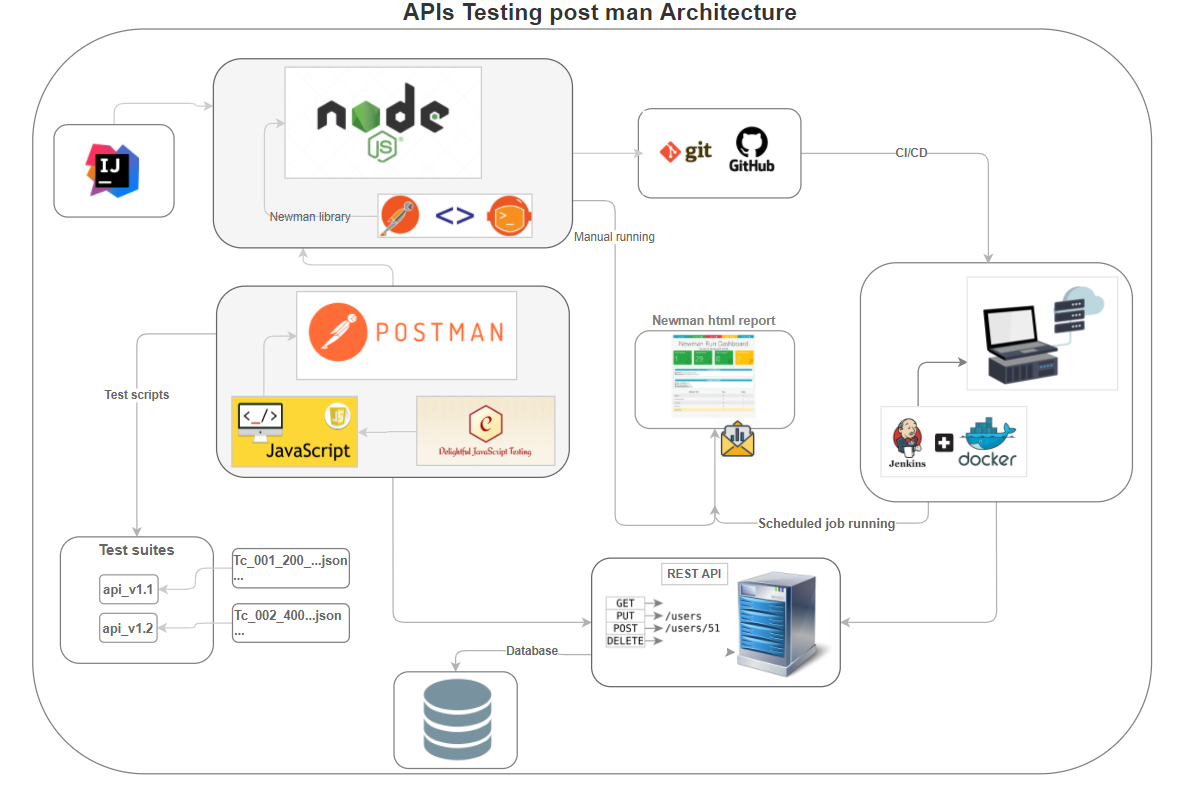 APIs Testing post man Architecture
node
JS
IJ
Newman library
<>
>_
git
GitHub
CI/CD
Manual running
POSTMAN
<_/>
JS
JavaScript
C
Delightful JavaScript Testing
Test scripts
Newman html report
Newman Run Dashboard
Jenkins
docker
Scheduled job running
Test suites
api_v1.1
api_v1.2
Tc_001_200_...json
...
Tc_002_400...json
...
REST API
GET
PUT
POST
DELETE
/users
/users/51
Database